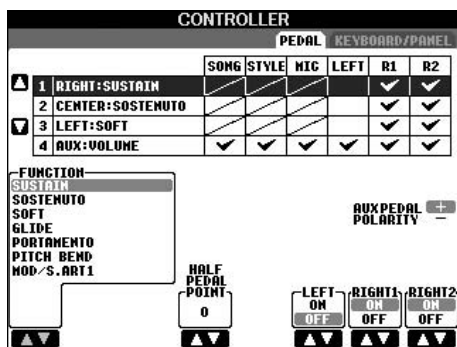 CONTROLLER
PEDAL KEYBOARD/PANEL
SONG STYLE MIC LEFT R1 R2
1 RIGHT:SUSTAIN
2 CENTER:SOSTENUTO
3 LEFT:SOFT
4 AUX:VOLUME
FUNCTION
SUSTAIN
SOSTENUTO
SOFT
GLIDE
PORTAMENTO
PITCH BEND
MOD/S.ART1
AUX PEDAL +
POLARITY −
HALF
PEDAL
POINT
0
LEFT RIGHT1 RIGHT2
ON ON ON
OFF OFF OFF